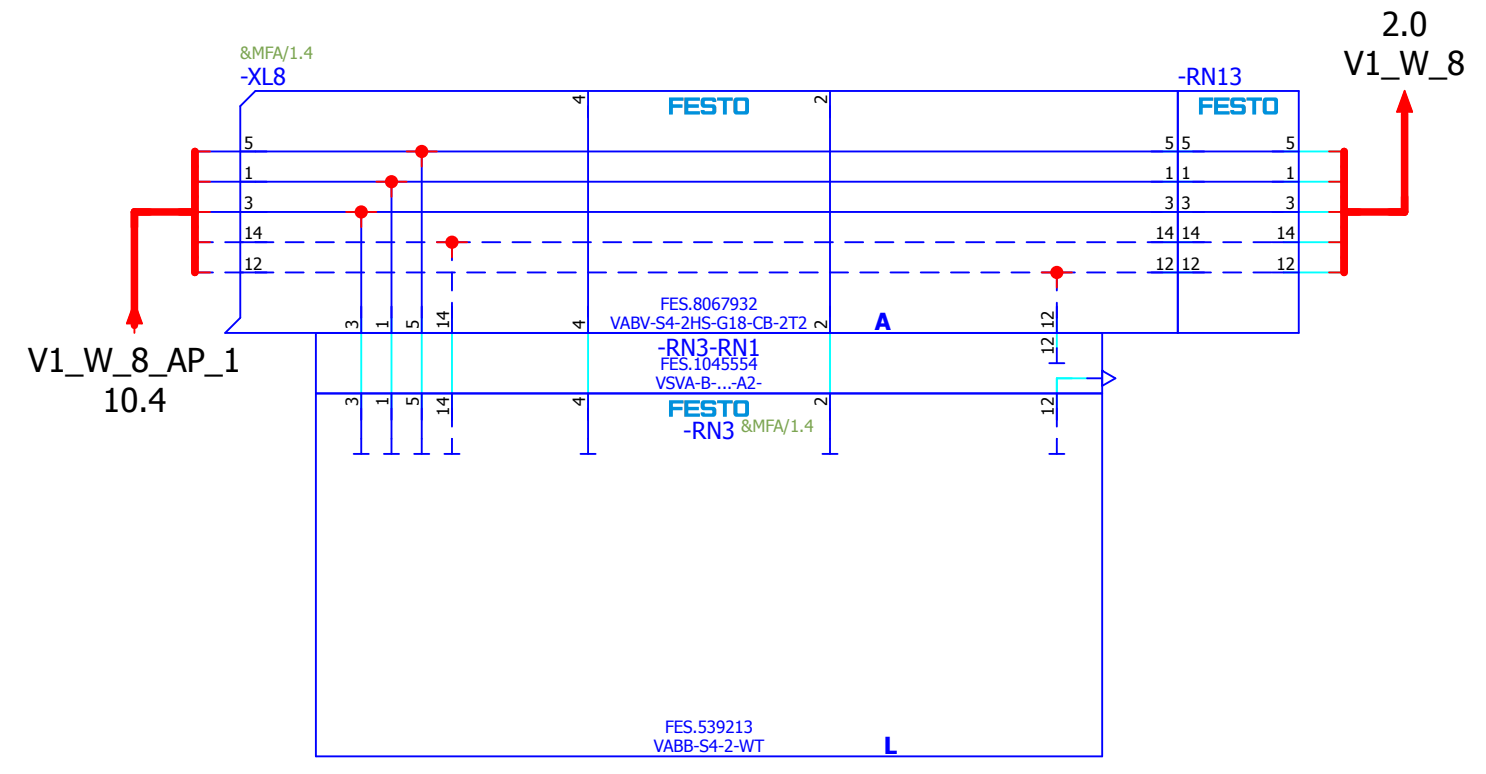 2.0
V1_W_8
&MFA/1.4
-XL8
-RN13
4
FESTO
2
FESTO
5
5 5
5
1
1 1
1
3
3 3
3
14
14 14
14
12
12 12
12
FES.8067932
VABV-S4-2HS-G18-CB-2T2
A
3
1
5
14
4
2
12
V1_W_8_AP_1
10.4
-RN3-RN1
FES.1045554
VSVA-B-...-A2-
12
3
1
5
14
4
FESTO
2
12
-RN3
&MFA/1.4
FES.539213
VABB-S4-2-WT
L